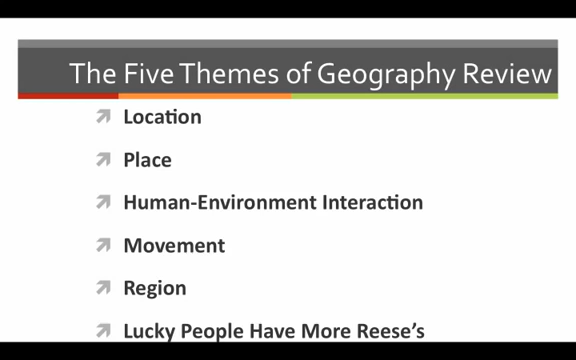 The Five Themes of Geography Review
Location
Place
Human-Environment Interaction
Movement
Region
Lucky People Have More Reese's